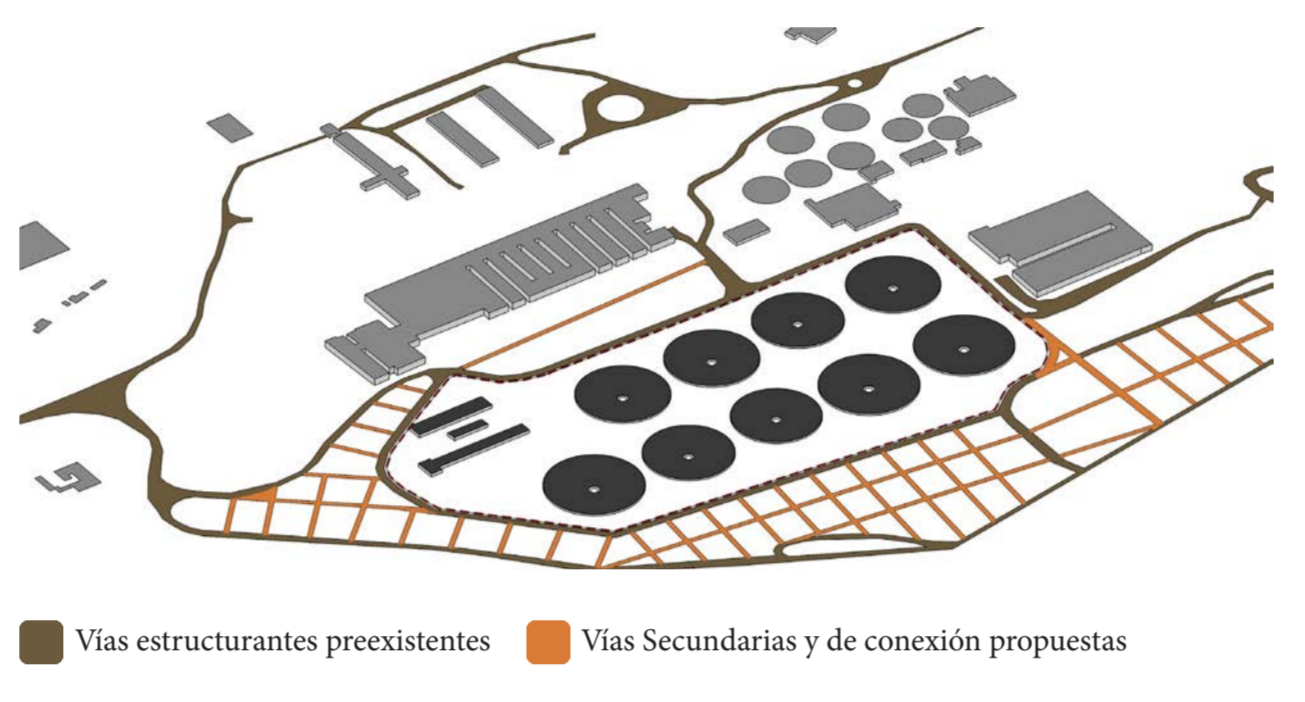 Vías estructurantes preexistentes
Vías Secundarias y de conexión propuestas